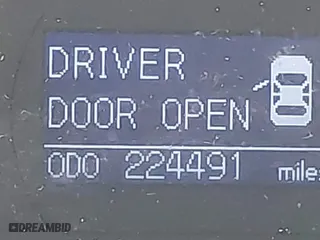 DRIVER
DOOR OPEN
ODO 224491 miles
DREAMBID